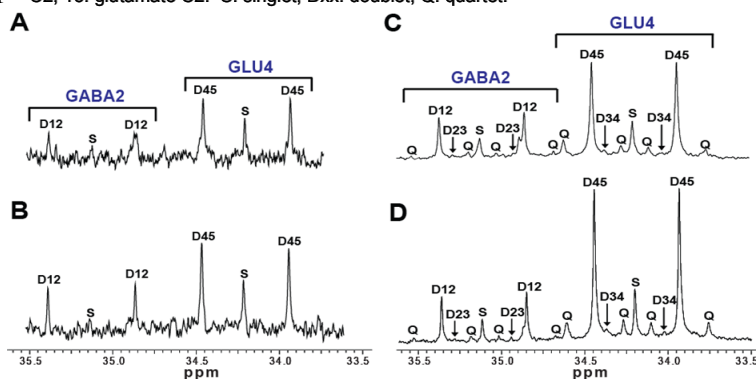 C2, 13: glutamate C2. S: singlet; Dxx: doublet; Q: quartet.
A
GABA2
GLU4
D12
S
D12
D45
S
D45
B
D12
S
D12
D45
S
D45
35.5 35.0 34.5 34.0 33.5
ppm
C
GABA2
GLU4
Q
D12
D23
Q
S
Q
D23
D12
Q
Q
D45
D34
Q
S
Q
D34
D45
Q
D
Q
D12
D23
Q
S
Q
D23
D12
Q
Q
D45
D34
Q
S
Q
D34
D45
Q
35.5 35.0 34.5 34.0 33.5
ppm